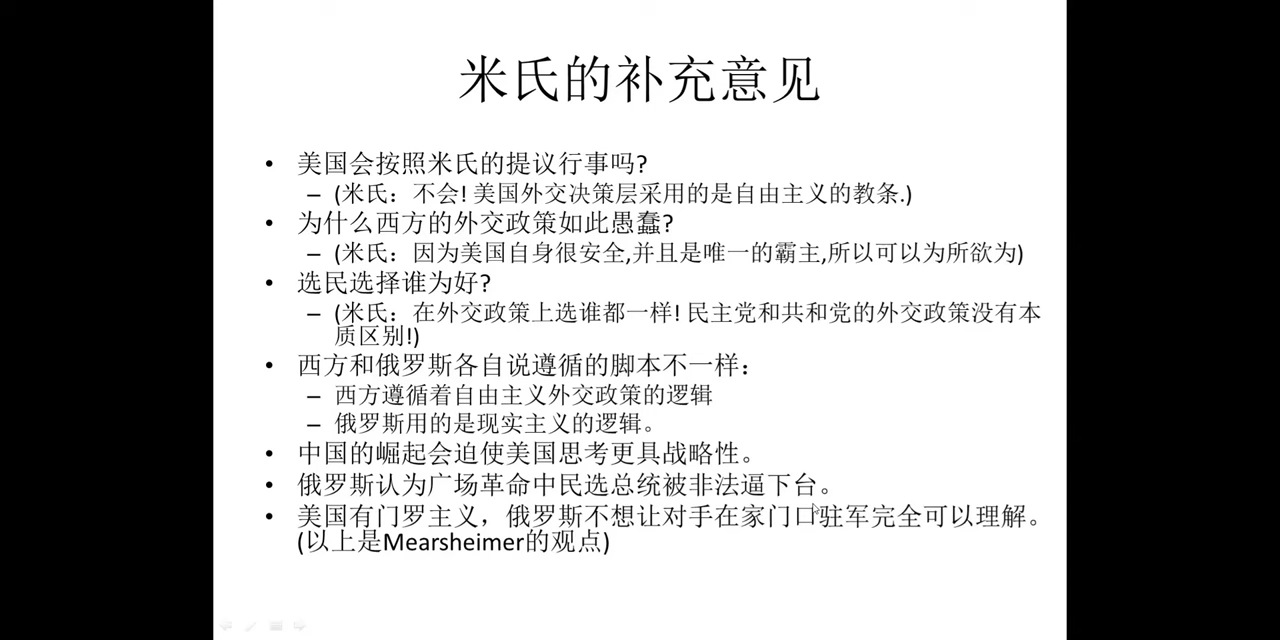 米氏的补充意见
• 美国会按照米氏的提议行事吗?
– (米氏：不会! 美国外交决策层采用的是自由主义的教条.)
• 为什么西方的外交政策如此愚蠢?
– (米氏：因为美国自身很安全,并且是唯一的霸主,所以可以为所欲为)
• 选民选择谁为好?
– (米氏：在外交政策上选谁都一样! 民主党和共和党的外交政策没有本
质区别!)
• 西方和俄罗斯各自说遵循的脚本不一样：
– 西方遵循着自由主义外交政策的逻辑
– 俄罗斯用的是现实主义的逻辑。
• 中国的崛起会迫使美国思考更具战略性。
• 俄罗斯认为广场革命中民选总统被非法逼下台。
• 美国有门罗主义，俄罗斯不想让对手在家门口驻军完全可以理解。
(以上是Mearsheimer的观点)